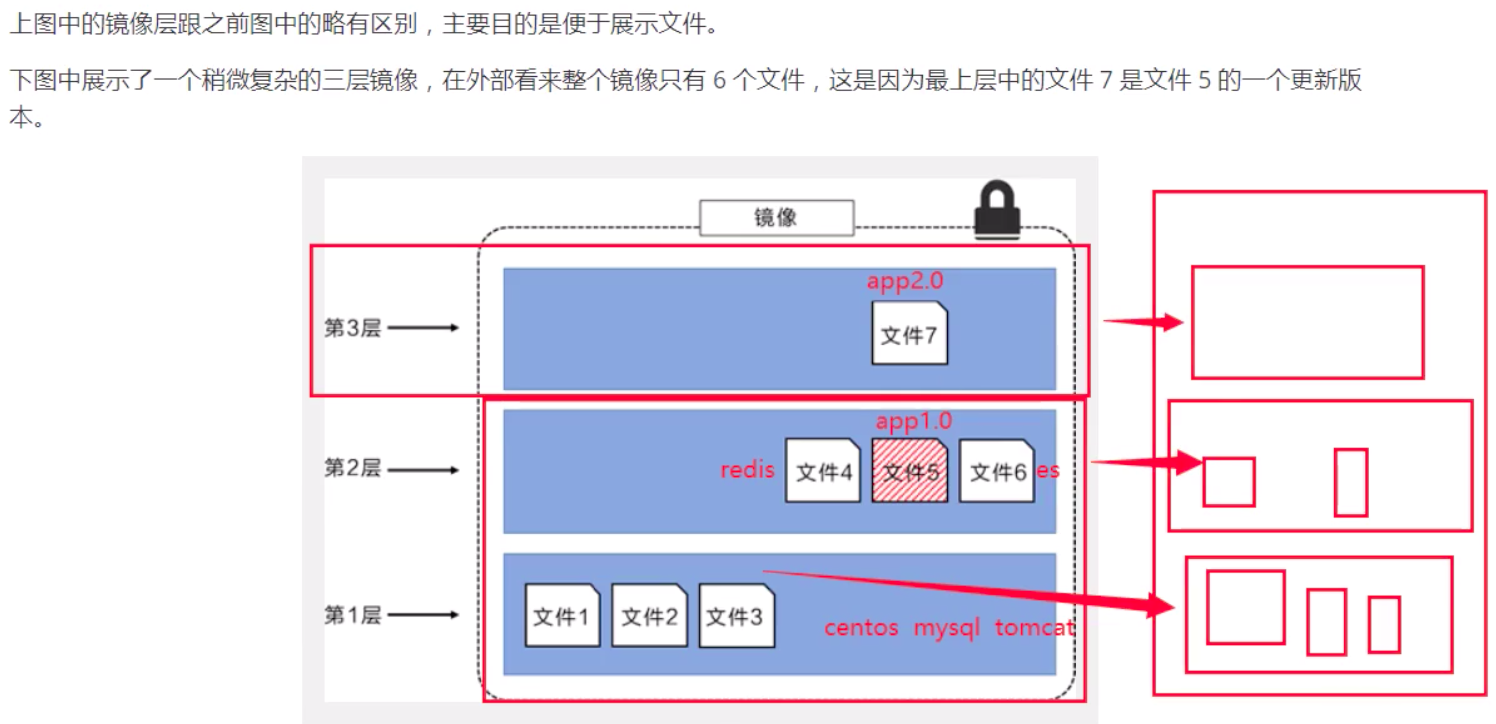 上图中的镜像层跟之前图中的略有区别，主要目的是便于展示文件。
下图中展示了一个稍微复杂的三层镜像，在外部看来整个镜像只有 6 个文件，这是因为最上层中的文件 7 是文件 5 的一个更新版
本。
镜像
app2.0
第3层
文件7
app1.0
第2层
redis
文件4
文件5
文件6
es
第1层
文件1
文件2
文件3
centos mysql tomcat